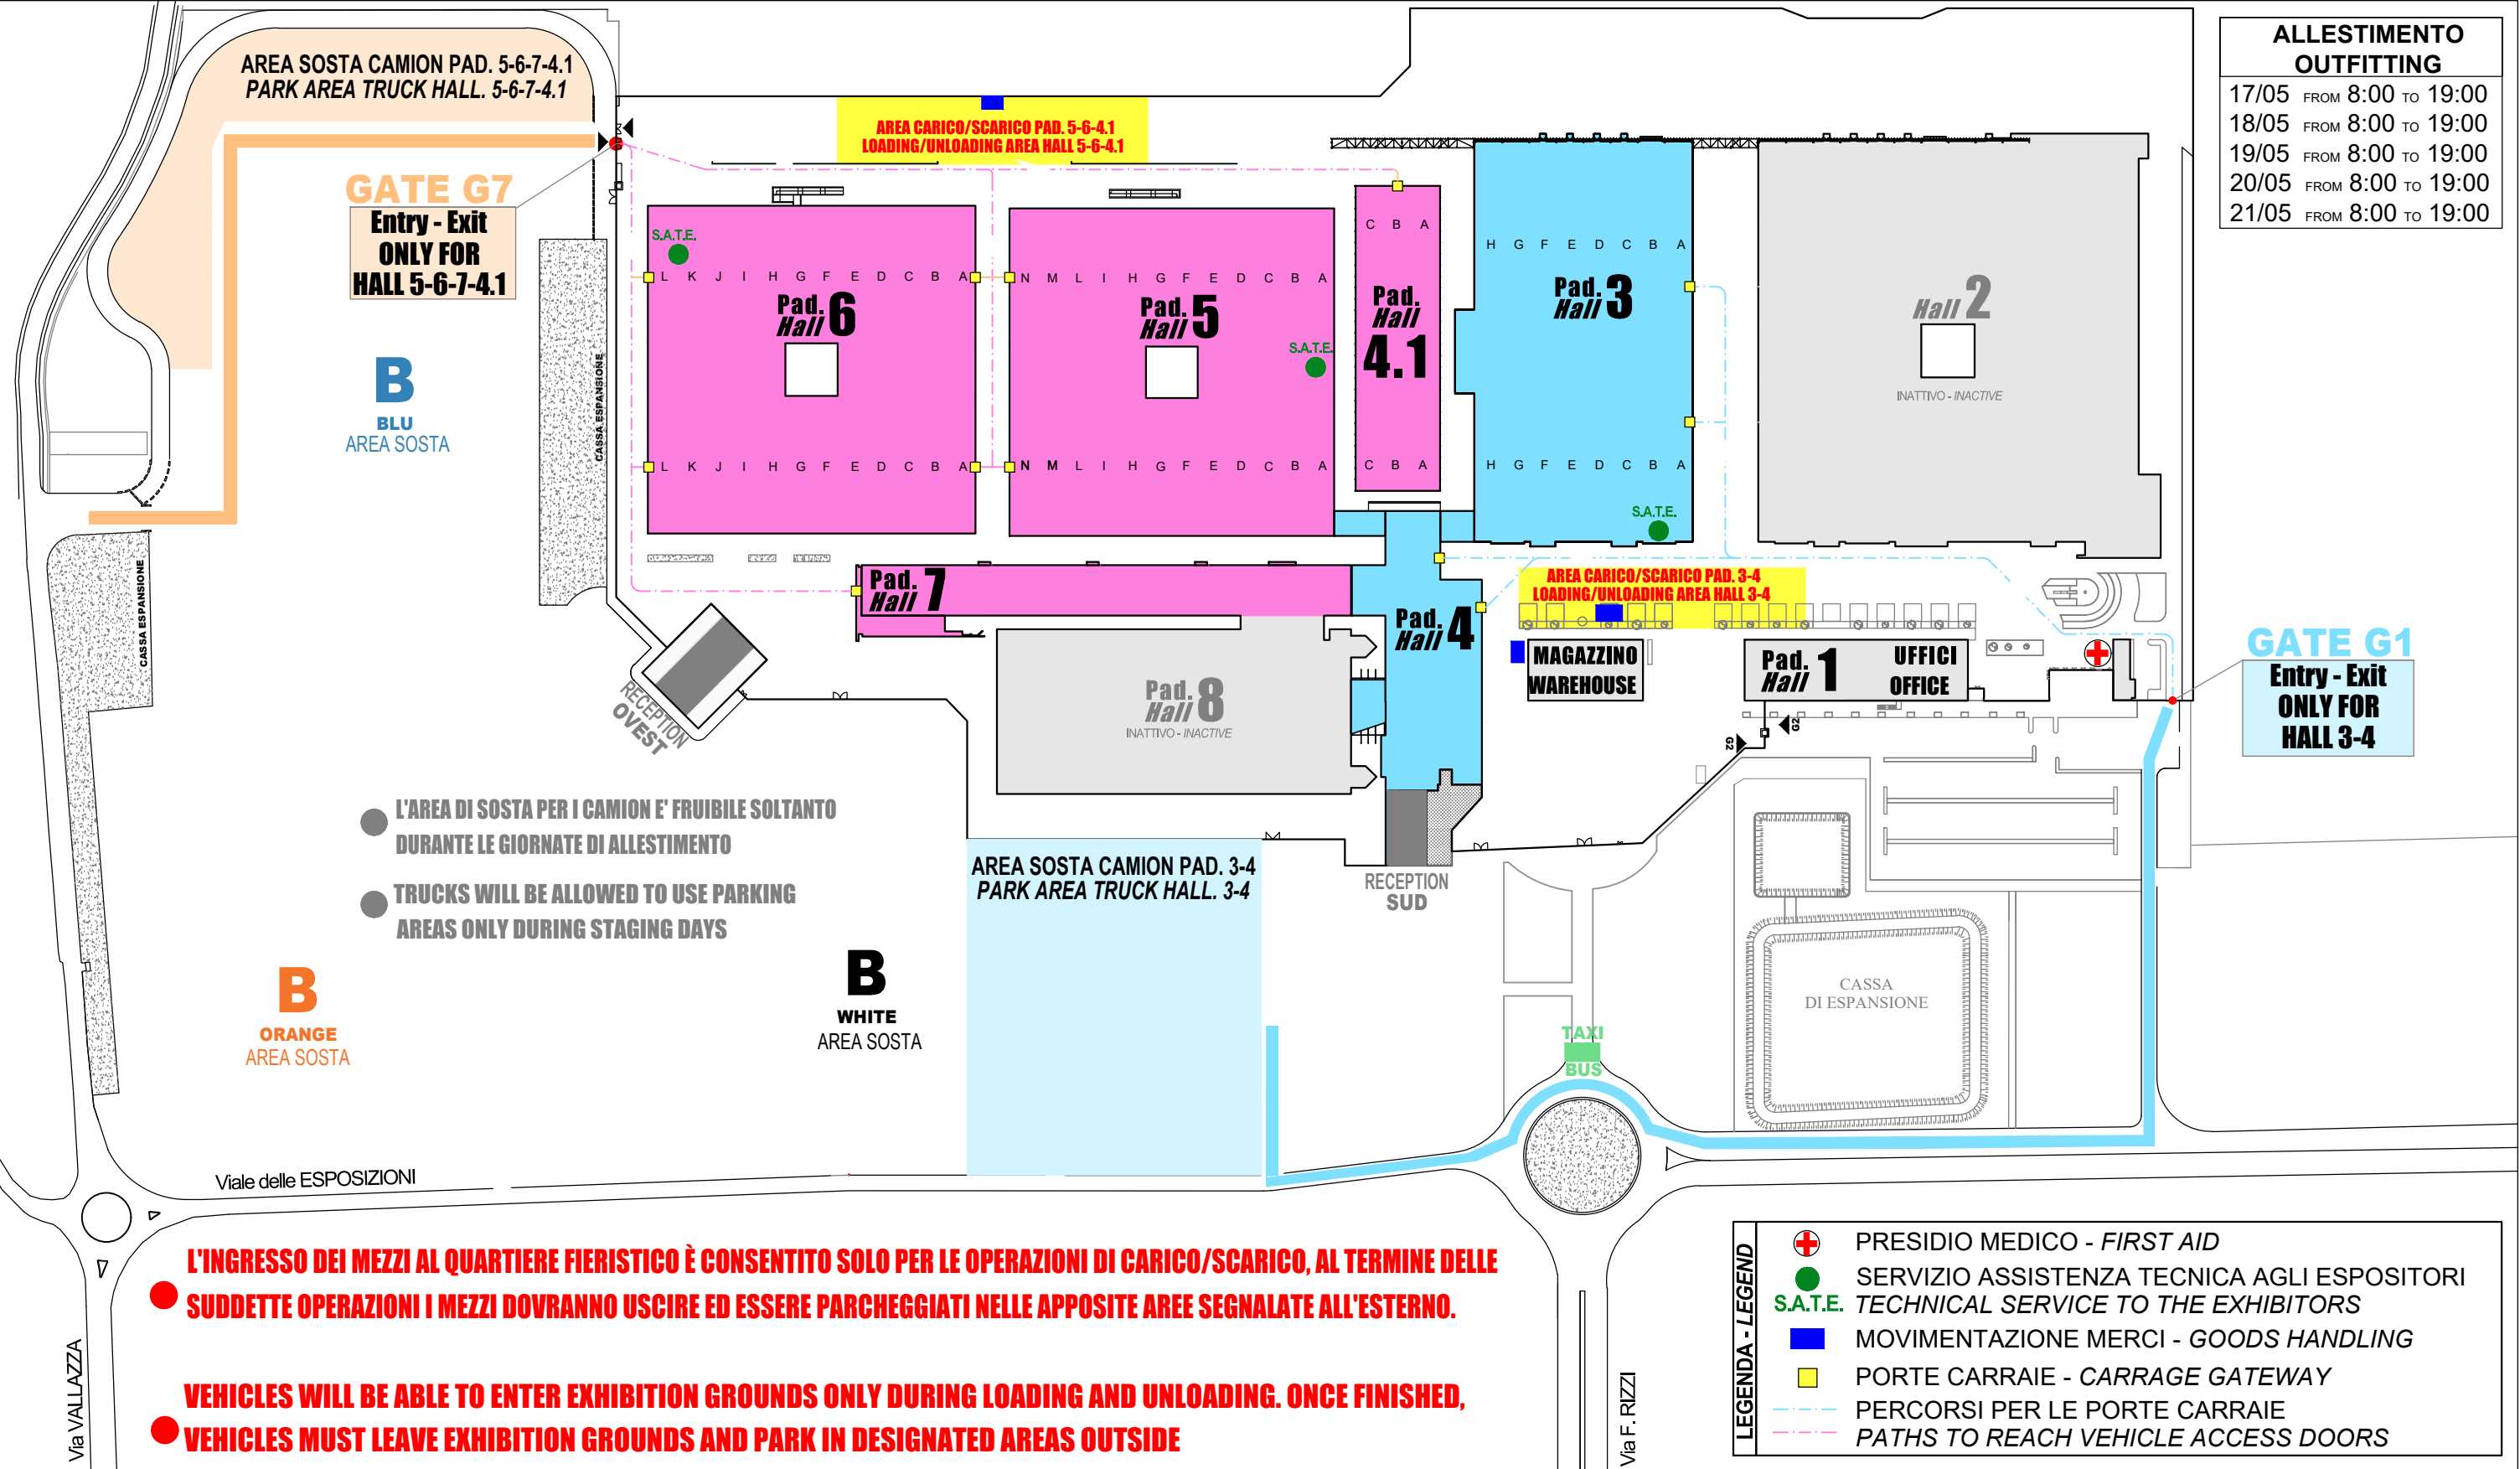 AREA SOSTA CAMION PAD. 5-6-7-4.1
PARK AREA TRUCK HALL. 5-6-7-4.1
ALLESTIMENTO
OUTFITTING
17/05 FROM 8:00 TO 19:00
18/05 FROM 8:00 TO 19:00
19/05 FROM 8:00 TO 19:00
20/05 FROM 8:00 TO 19:00
21/05 FROM 8:00 TO 19:00
AREA CARICO/SCARICO PAD. 5-6-4.1
LOADING/UNLOADING AREA HALL 5-6-4.1
GATE G7
Entry - Exit
ONLY FOR
HALL 5-6-7-4.1
S.A.T.E.
L K J I H G F E D C B A
Pad.
Hall 6
L K J I H G F E D C B A
N M L I H G F E D C B A
Pad.
Hall 5
S.A.T.E.
N M L I H G F E D C B A
C B A
Pad.
Hall
4.1
C B A
H G F E D C B A
Pad.
Hall 3
H G F E D C B A
S.A.T.E.
Hall 2
INATTIVO - INACTIVE
B
BLU
AREA SOSTA
CASSA ESPANSIONE
CASSA ESPANSIONE
Pad.
Hall 7
AREA CARICO/SCARICO PAD. 3-4
LOADING/UNLOADING AREA HALL 3-4
Pad.
Hall 4
MAGAZZINO
WAREHOUSE
Pad.
Hall 1
UFFICI
OFFICE
GATE G1
Entry - Exit
ONLY FOR
HALL 3-4
RECEPTION
OVEST
Pad.
Hall 8
INATTIVO - INACTIVE
G2
G2
L'AREA DI SOSTA PER I CAMION E' FRUIBILE SOLTANTO
DURANTE LE GIORNATE DI ALLESTIMENTO
TRUCKS WILL BE ALLOWED TO USE PARKING
AREAS ONLY DURING STAGING DAYS
AREA SOSTA CAMION PAD. 3-4
PARK AREA TRUCK HALL. 3-4
RECEPTION
SUD
B
ORANGE
AREA SOSTA
B
WHITE
AREA SOSTA
CASSA
DI ESPANSIONE
TAXI
BUS
Viale delle ESPOSIZIONI
Via VALLAZZA
Via F. RIZZI
L'INGRESSO DEI MEZZI AL QUARTIERE FIERISTICO È CONSENTITO SOLO PER LE OPERAZIONI DI CARICO/SCARICO, AL TERMINE DELLE
SUDDETTE OPERAZIONI I MEZZI DOVRANNO USCIRE ED ESSERE PARCHEGGIATI NELLE APPOSITE AREE SEGNALATE ALL'ESTERNO.
VEHICLES WILL BE ABLE TO ENTER EXHIBITION GROUNDS ONLY DURING LOADING AND UNLOADING. ONCE FINISHED,
VEHICLES MUST LEAVE EXHIBITION GROUNDS AND PARK IN DESIGNATED AREAS OUTSIDE
LEGENDA - LEGEND
PRESIDIO MEDICO - FIRST AID
SERVIZIO ASSISTENZA TECNICA AGLI ESPOSITORI
S.A.T.E. TECHNICAL SERVICE TO THE EXHIBITORS
MOVIMENTAZIONE MERCI - GOODS HANDLING
PORTE CARRAIE - CARRAGE GATEWAY
PERCORSI PER LE PORTE CARRAIE
PATHS TO REACH VEHICLE ACCESS DOORS